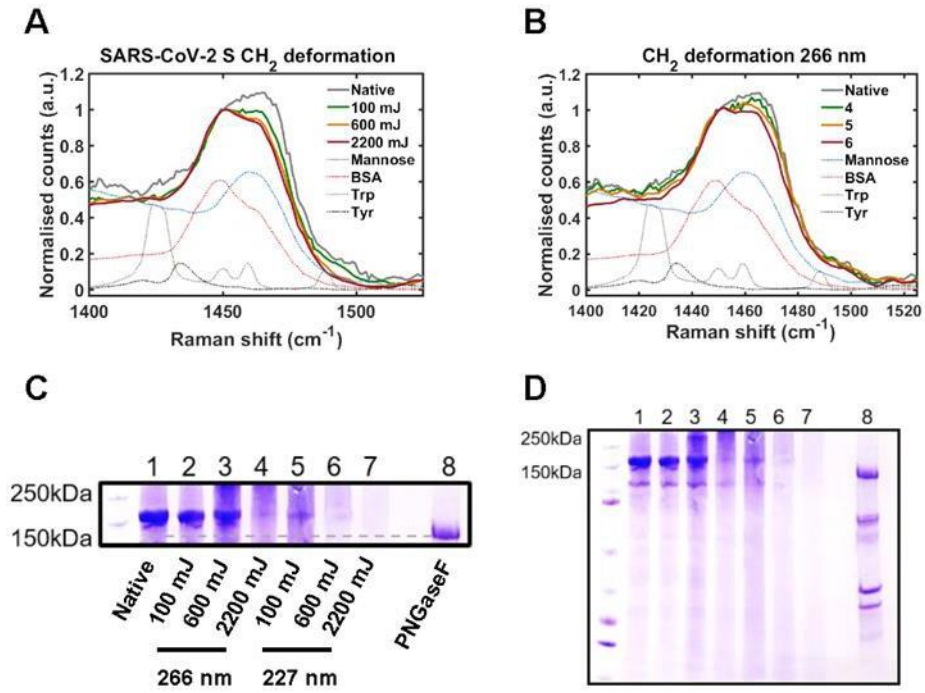 A
SARS-CoV-2 S CH2 deformation
Normalised counts (a.u.)
1.2
1
0.8
0.6
0.4
0.2
0
1400
1450
1500
Raman shift (cm-1)
Native
100 mJ
600 mJ
2200 mJ
Mannose
BSA
Trp
Tyr
B
CH2 deformation 266 nm
Normalised counts (a.u.)
1.2
1
0.8
0.6
0.4
0.2
0
1400 1420 1440 1460 1480 1500 1520
Raman shift (cm-1)
Native
4
5
6
Mannose
BSA
Trp
Tyr
C
1 2 3 4 5 6 7 8
250kDa
150kDa
Native
100 mJ
600 mJ
2200 mJ
100 mJ
600 mJ
2200 mJ
PNGaseF
266 nm
227 nm
D
1 2 3 4 5 6 7 8
250kDa
150kDa